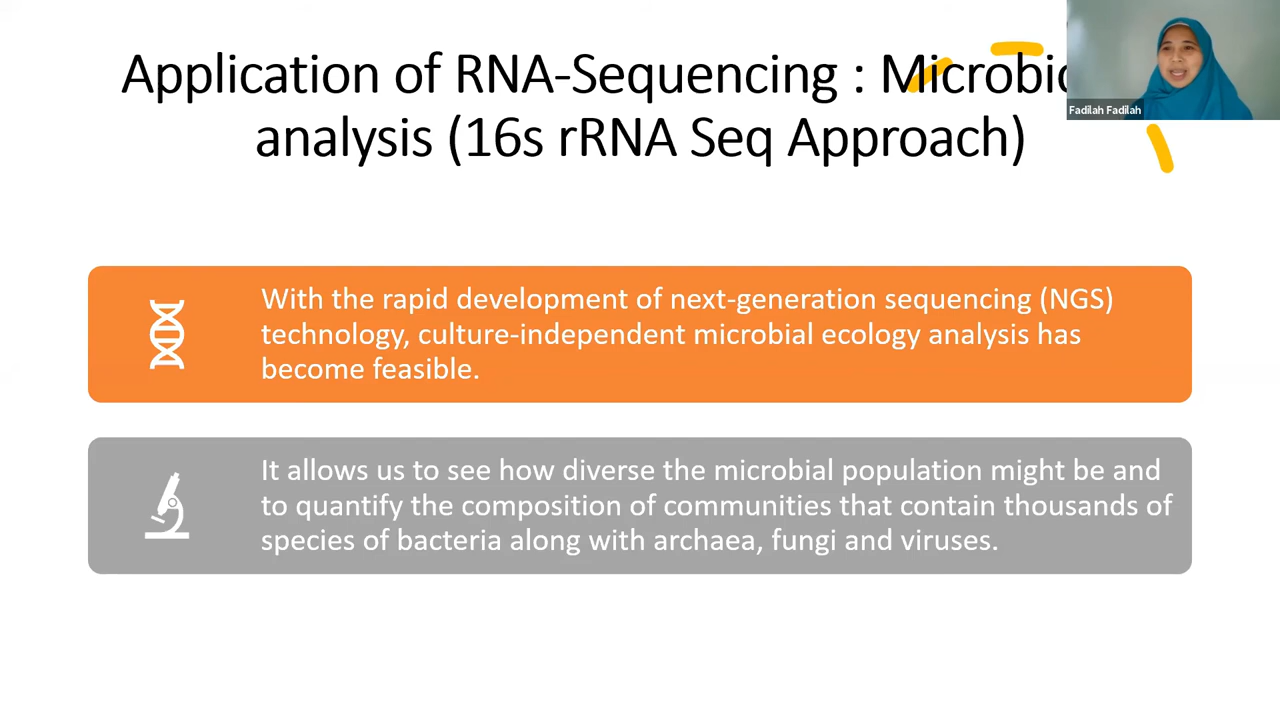 Application of RNA-Sequencing :
analysis (16s rRNA Seq Approach)
Fadilah Fadilah
With the rapid development of next-generation sequencing (NGS)
technology, culture-independent microbial ecology analysis has
become feasible.
It allows us to see how diverse the microbial population might be and
to quantify the composition of communities that contain thousands of
species of bacteria along with archaea, fungi and viruses.